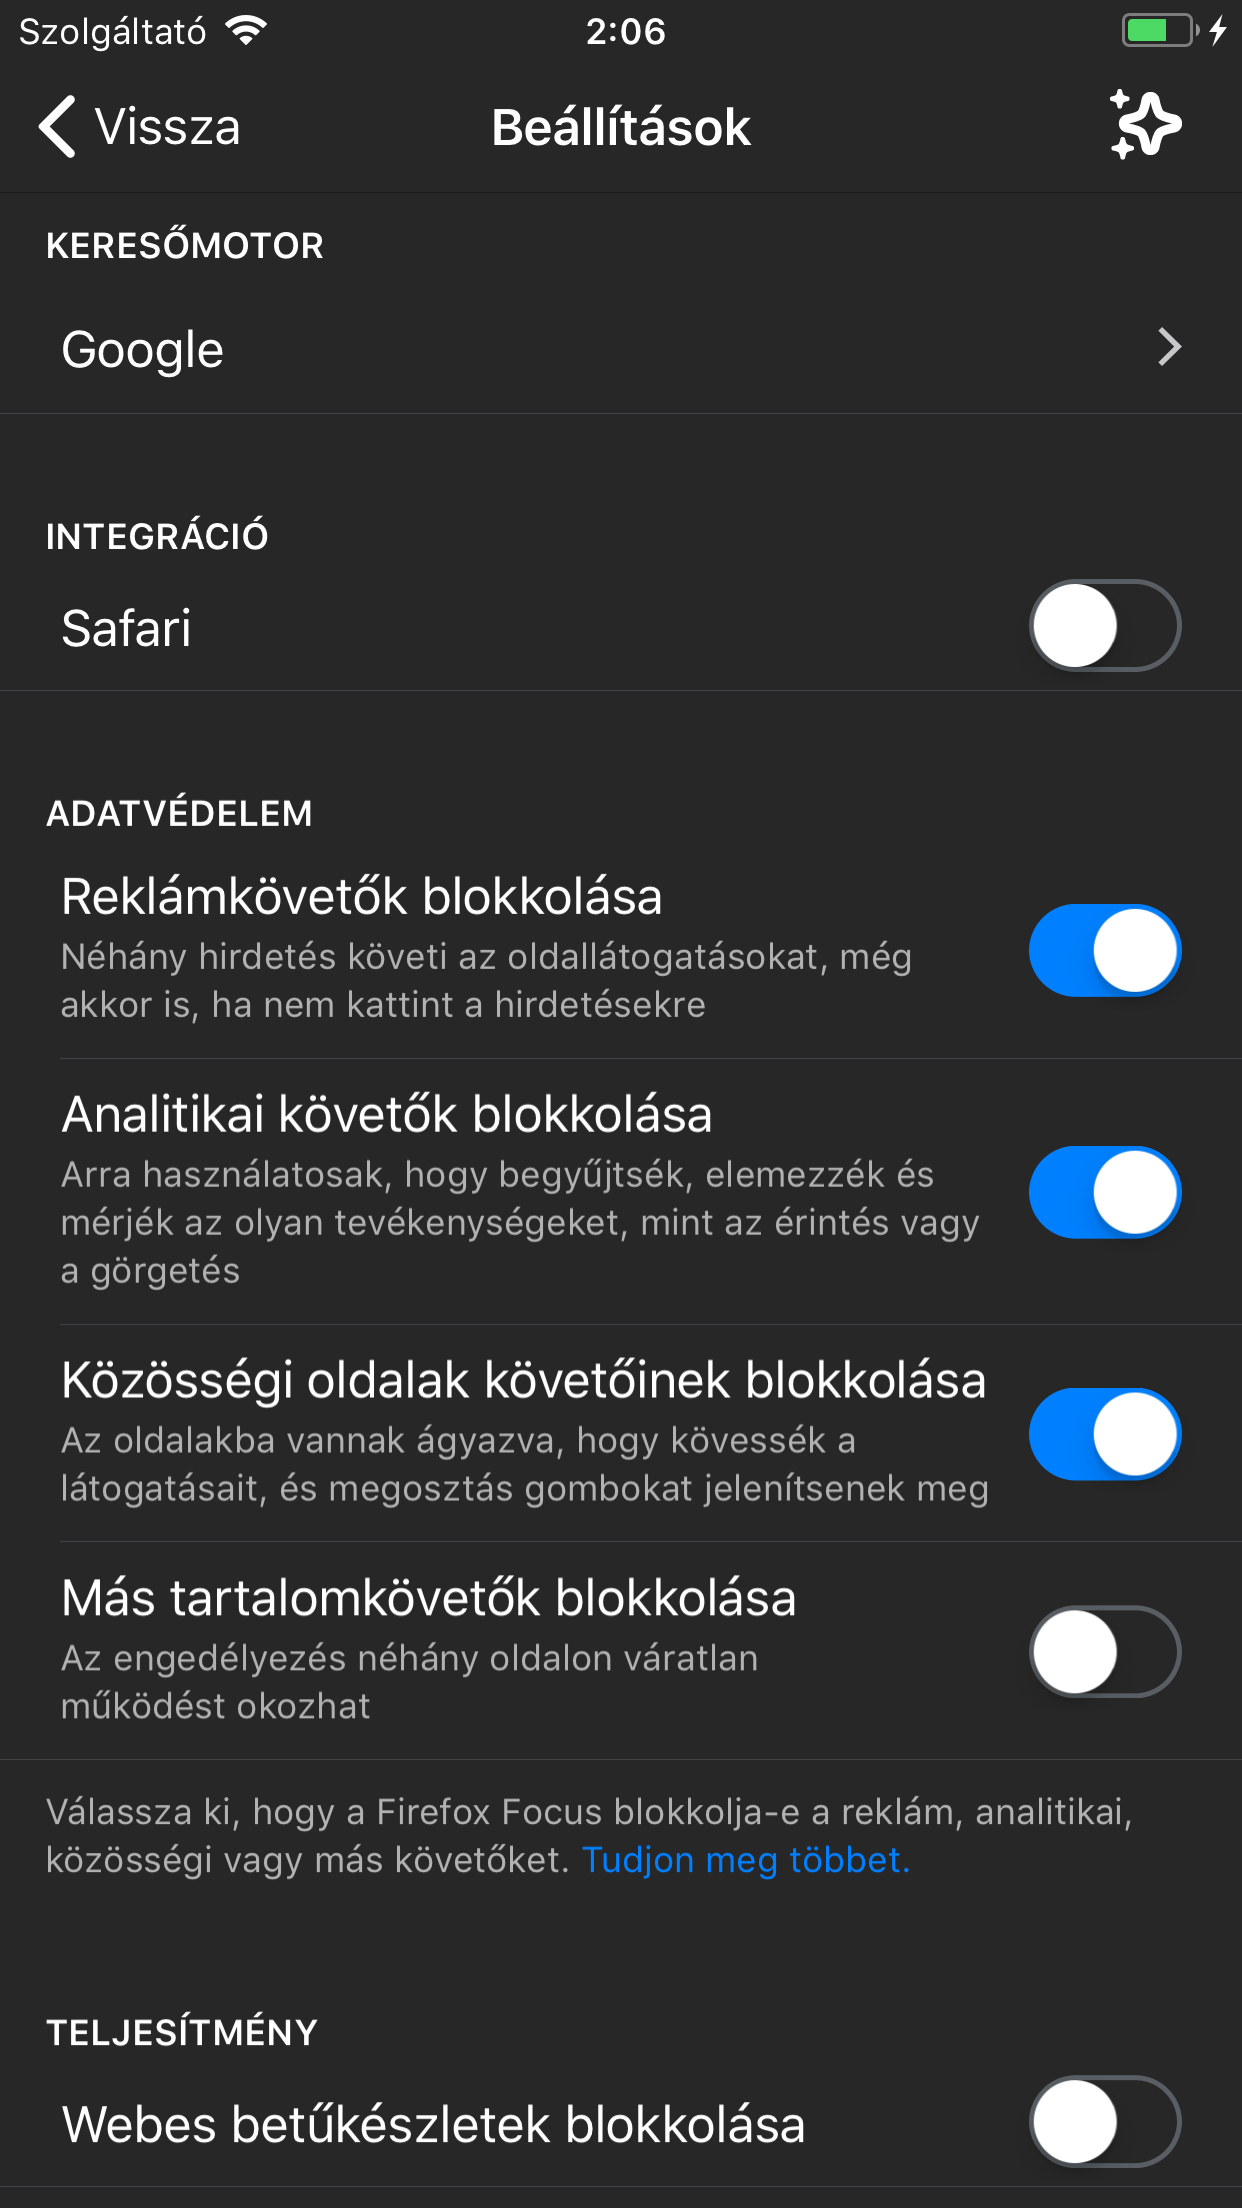 Szolgáltató
2:06
Vissza
Beállítások
KERESŐMOTOR
Google
INTEGRÁCIÓ
Safari
ADATVÉDELEM
Reklámkövetők blokkolása
Néhány hirdetés követi az oldallátogatásokat, még
akkor is, ha nem kattint a hirdetésekre
Analitikai követők blokkolása
Arra használatosak, hogy begyűjtsék, elemezzék és
mérjék az olyan tevékenységeket, mint az érintés vagy
a görgetés
Közösségi oldalak követőinek blokkolása
Az oldalakba vannak ágyazva, hogy kövessék a
látogatásait, és megosztás gombokat jelenítsenek meg
Más tartalomkövetők blokkolása
Az engedélyezés néhány oldalon váratlan
működést okozhat
Válassza ki, hogy a Firefox Focus blokkolja-e a reklám, analitikai,
közösségi vagy más követőket. Tudjon meg többet.
TELJESÍTMÉNY
Webes betűkészletek blokkolása